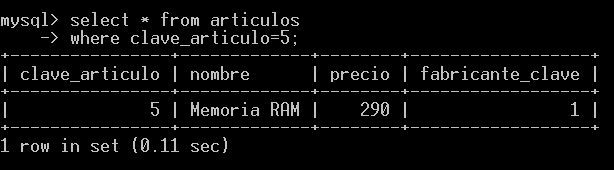 mysql> select * from articulos
    -> where clave_articulo=5;
+----------------+-------------+--------+------------------+
| clave_articulo | nombre      | precio | fabricante_clave |
+----------------+-------------+--------+------------------+
|              5 | Memoria RAM |    290 |                1 |
+----------------+-------------+--------+------------------+
1 row in set (0.11 sec)